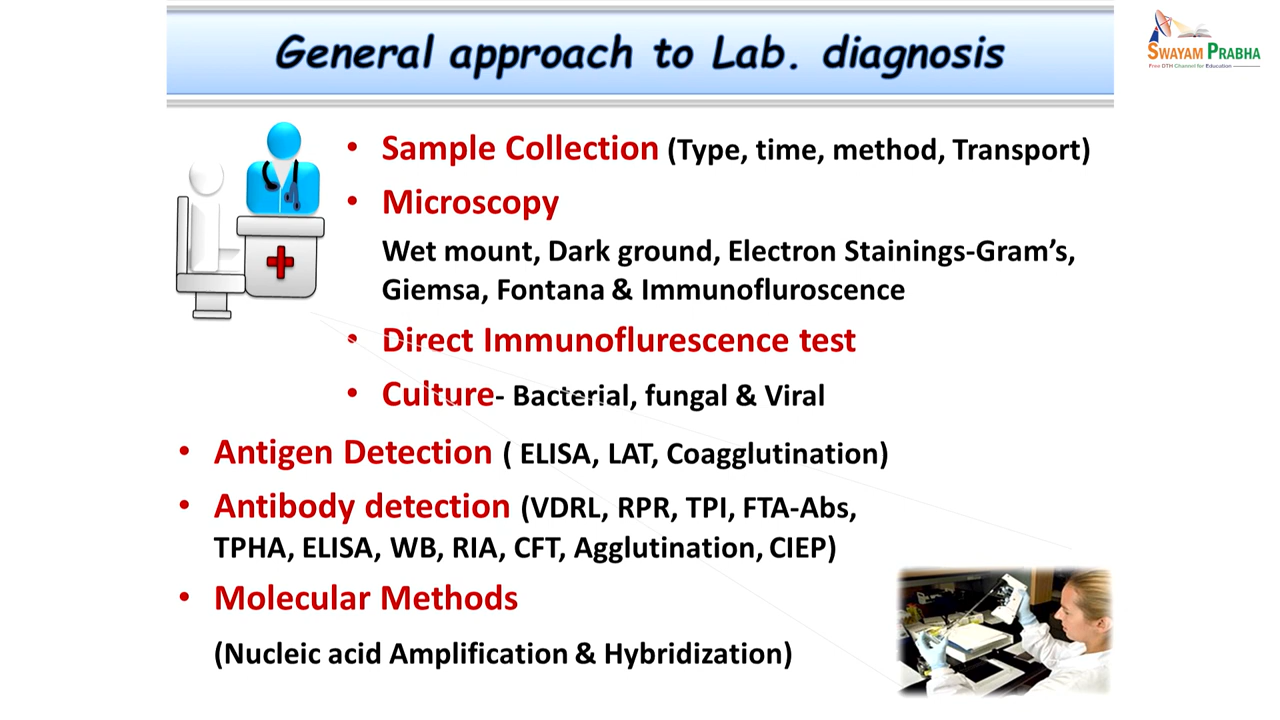 General approach to Lab. diagnosis
SWAYAM PRABHA
Free DTH Channel for Education
• Sample Collection (Type, time, method, Transport)
• Microscopy
Wet mount, Dark ground, Electron Stainings-Gram's,
Giemsa, Fontana & Immunofluroscence
• Direct Immunoflurescence test
• Culture- Bacterial, fungal & Viral
• Antigen Detection ( ELISA, LAT, Coagglutination)
• Antibody detection (VDRL, RPR, TPI, FTA-Abs,
TPHA, ELISA, WB, RIA, CFT, Agglutination, CIEP)
• Molecular Methods
(Nucleic acid Amplification & Hybridization)